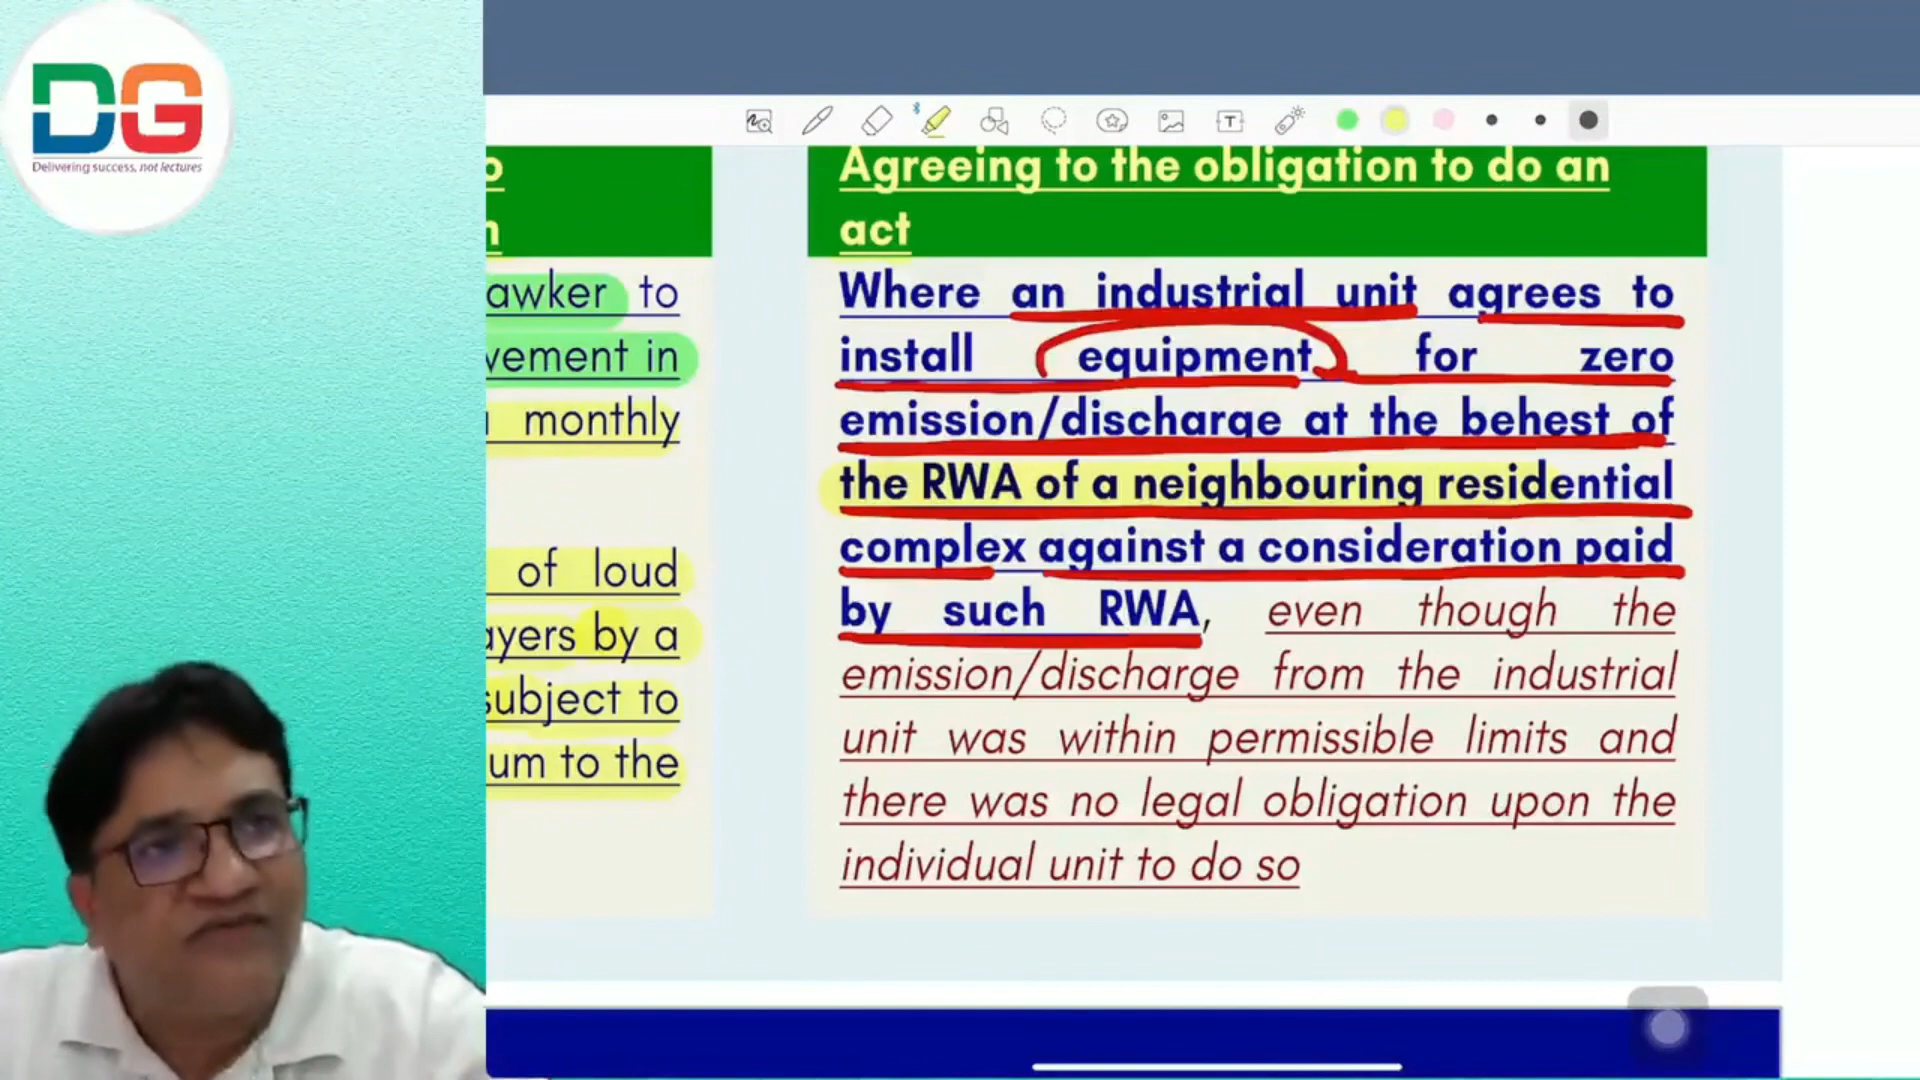 DG
Delivering success, not lectures
T
awker to
vement in
monthly
of loud
ayers by a
subject to
um to the
Agreeing to the obligation to do an
act
Where an industrial unit agrees to
install equipment for zero
emission/discharge at the behest of
the RWA of a neighbouring residential
complex against a consideration paid
by such RWA, even though the
emission/discharge from the industrial
unit was within permissible limits and
there was no legal obligation upon the
individual unit to do so